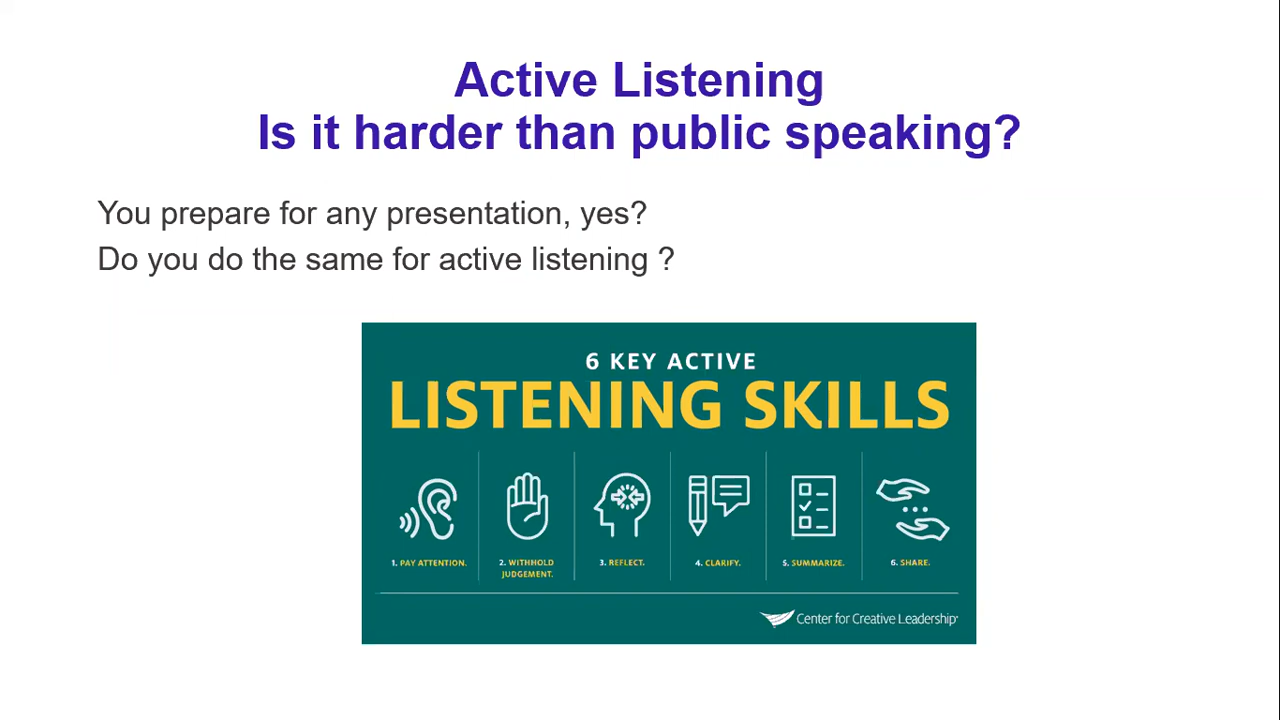 Active Listening
Is it harder than public speaking?
You prepare for any presentation, yes?
Do you do the same for active listening ?
6 KEY ACTIVE
LISTENING SKILLS
1. PAY ATTENTION.
2. WITHHOLD
JUDGEMENT.
3. REFLECT.
4. CLARIFY.
5. SUMMARIZE.
6. SHARE.
Center for Creative Leadership